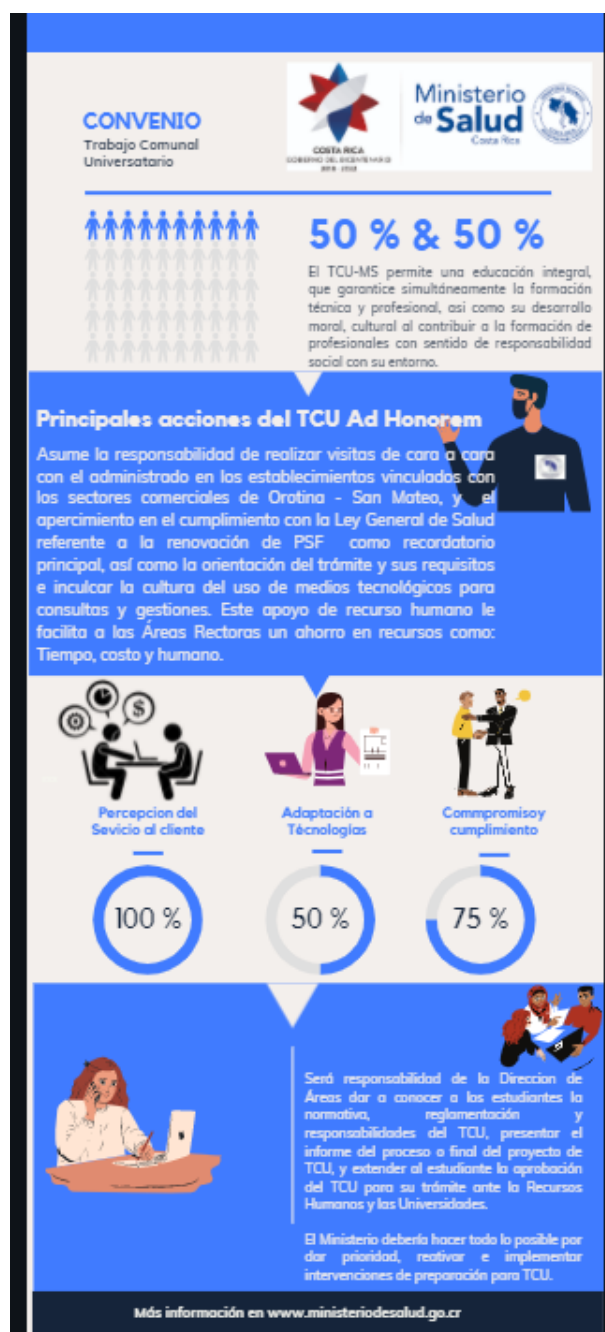 CONVENIO
Trabajo Comunal
Universatario
COSTA RICA
GOBIERNO DEL BICENTENARIO
2018 - 2022
Ministerio
de Salud
Costa Rica
50 % & 50 %
El TCU-MS permite una educación integral,
que garantice simultáneamente la formación
técnica y profesional, asi como su desarrollo
moral, cultural al contribuir a la formación de
profesionales con sentido de responsabilidad
social con su entorno.
Principales acciones del TCU Ad Honorem
Asume la responsabilidad de realizar visitas de cara a cara
con el administrado en los establecimientos vinculados con
los sectores comerciales de Orotina - San Mateo, y el
apercimiento en el cumplimiento con la Ley General de Salud
referente a la renovación de PSF como recordatorio
principal, así como la orientación del trámite y sus requisitos
e inculcar la cultura del uso de medios tecnológicos para
consultas y gestiones. Este apoyo de recurso humano le
facilita a las Áreas Rectoras un ahorro en recursos como:
Tiempo, costo y humano.
Percepcion del
Sevicio al cliente
Adaptación a
Técnologías
Commpromisoy
cumplimiento
100 %
50 %
75 %
Será responsabilidad de la Direccion de
Áreas dar a conocer a los estudiantes la
normativa, reglamentación y
responsabilidades del TCU, presentar el
informe del proceso o final del proyecto de
TCU, y extender al estudiante la aprobación
del TCU para su trámite ante la Recursos
Humanos y las Universidades.
El Ministerio debería hacer todo lo posible por
dar prioridad, reativar e implementar
intervenciones de preparación para TCU.
Más información en www.ministeriodesalud.go.cr